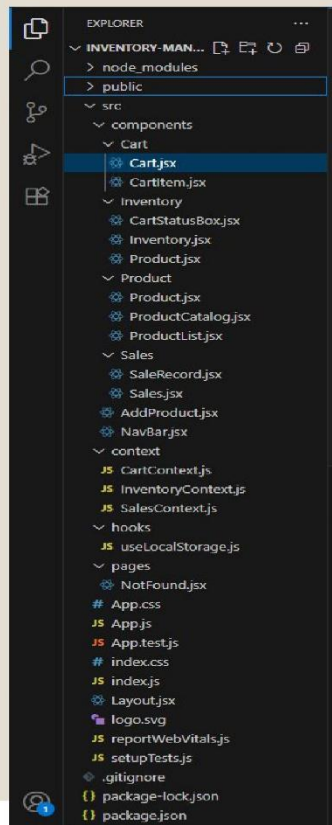 EXPLORER ...
INVENTORY-MAN...
node_modules
public
src
components
Cart
Cart.jsx
CartItem.jsx
Inventory
CartStatusBox.jsx
Inventory.jsx
Product.jsx
Product
Product.jsx
ProductCatalog.jsx
ProductList.jsx
Sales
SaleRecord.jsx
Sales.jsx
AddProduct.jsx
NavBar.jsx
context
JS CartContext.js
JS InventoryContext.js
JS SalesContext.js
hooks
JS useLocalStorage.js
pages
NotFound.jsx
# App.css
JS App.js
JS App.test.js
# index.css
JS index.js
Layout.jsx
logo.svg
JS reportWebVitals.js
JS setupTests.js
.gitignore
{} package-lock.json
{} package.json
1